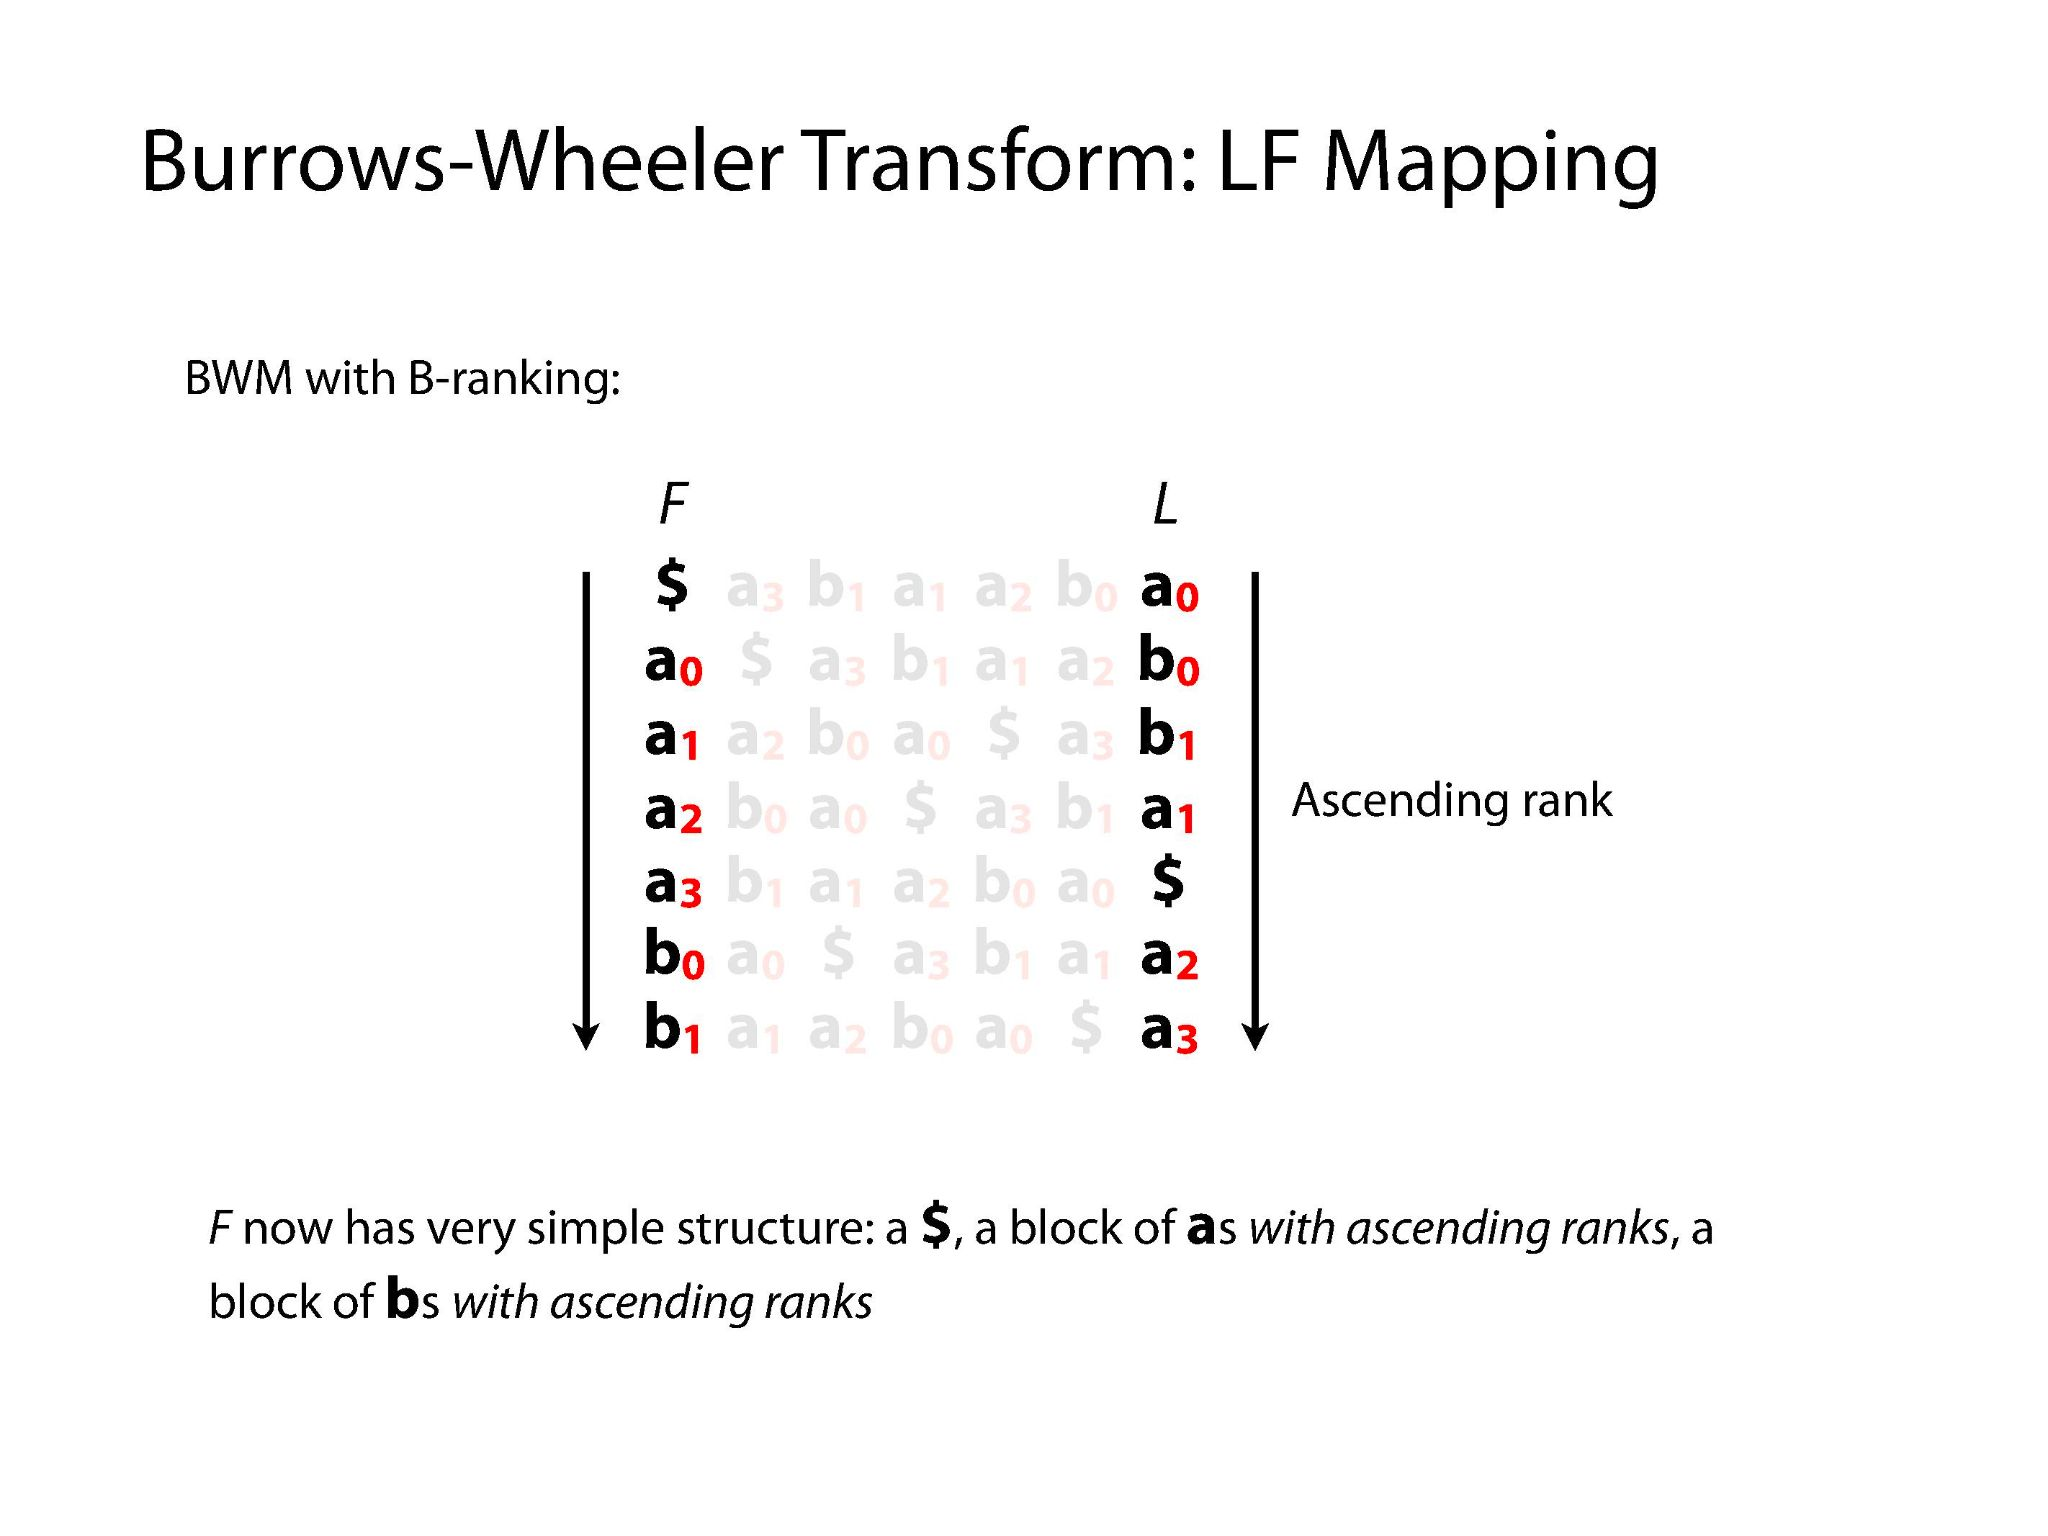 Burrows-Wheeler Transform: LF Mapping
BWM with B-ranking:
F L
$ a3 b1 a1 a2 b0 a0
a0 $ a3 b1 a1 a2 b0
a1 a2 b0 a0 $ a3 b1
a2 b0 a0 $ a3 b1 a1
a3 b1 a1 a2 b0 a0 $
b0 a0 $ a3 b1 a1 a2
b1 a1 a2 b0 a0 $ a3
Ascending rank
F now has very simple structure: a $, a block of as with ascending ranks, a
block of bs with ascending ranks